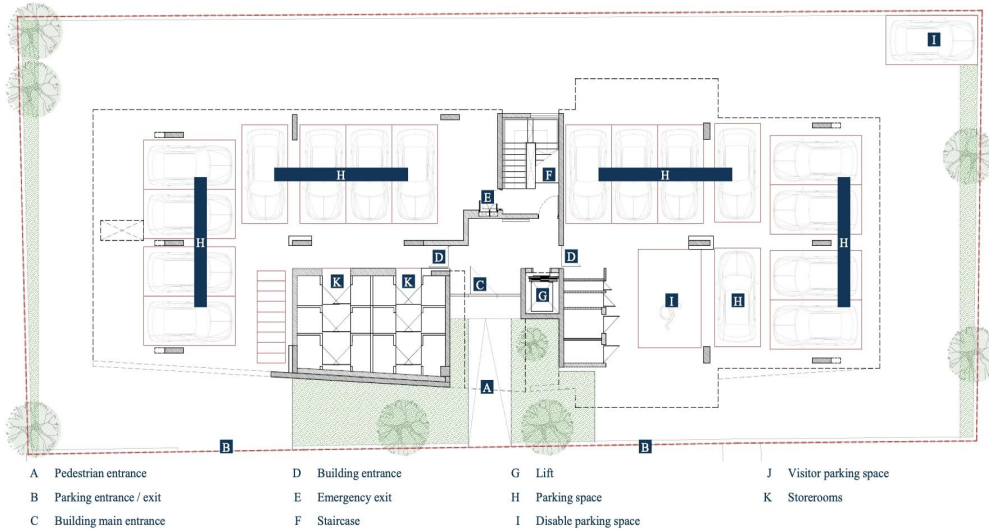 I
H
H
F
H
E
H
H
D
D
K
K
C
G
I
H
A
B
B
A Pedestrian entrance
B Parking entrance / exit
C Building main entrance
D Building entrance
E Emergency exit
F Staircase
G Lift
H Parking space
I Disable parking space
J Visitor parking space
K Storerooms